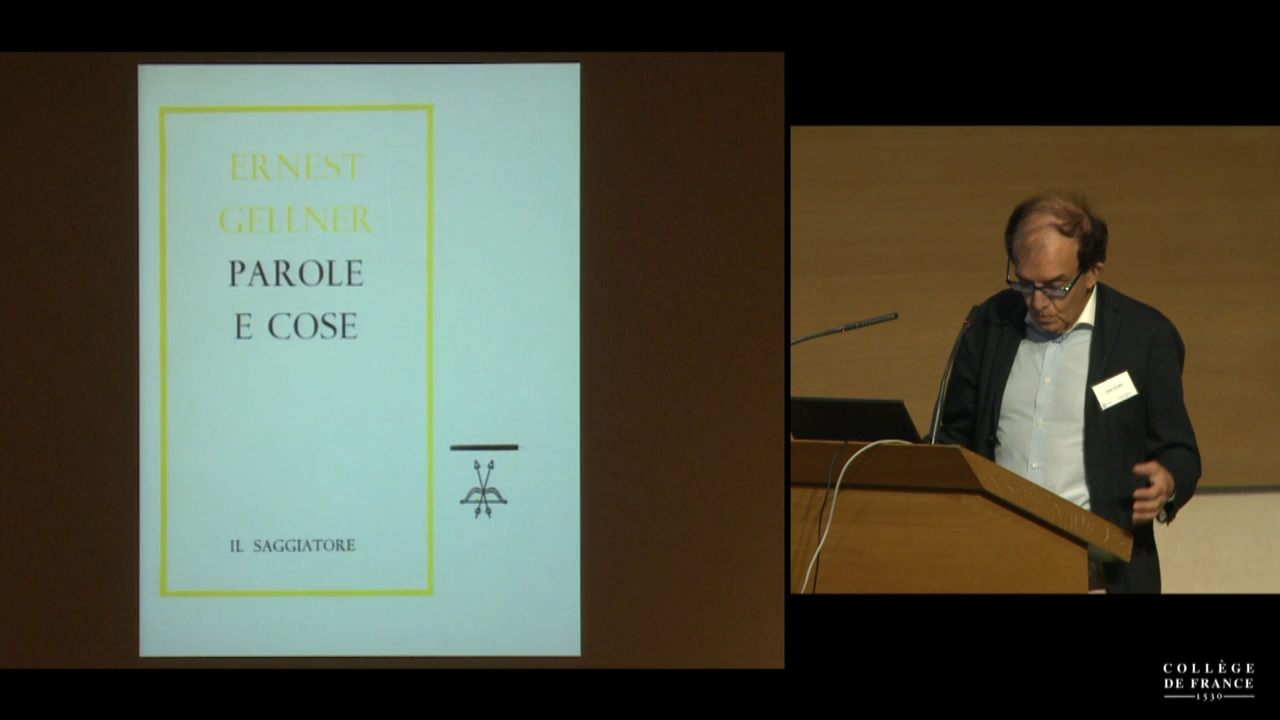 ERNEST
GELLNER
PAROLE
E COSE
IL SAGGIATORE
COLLÈGE
DE FRANCE
1530